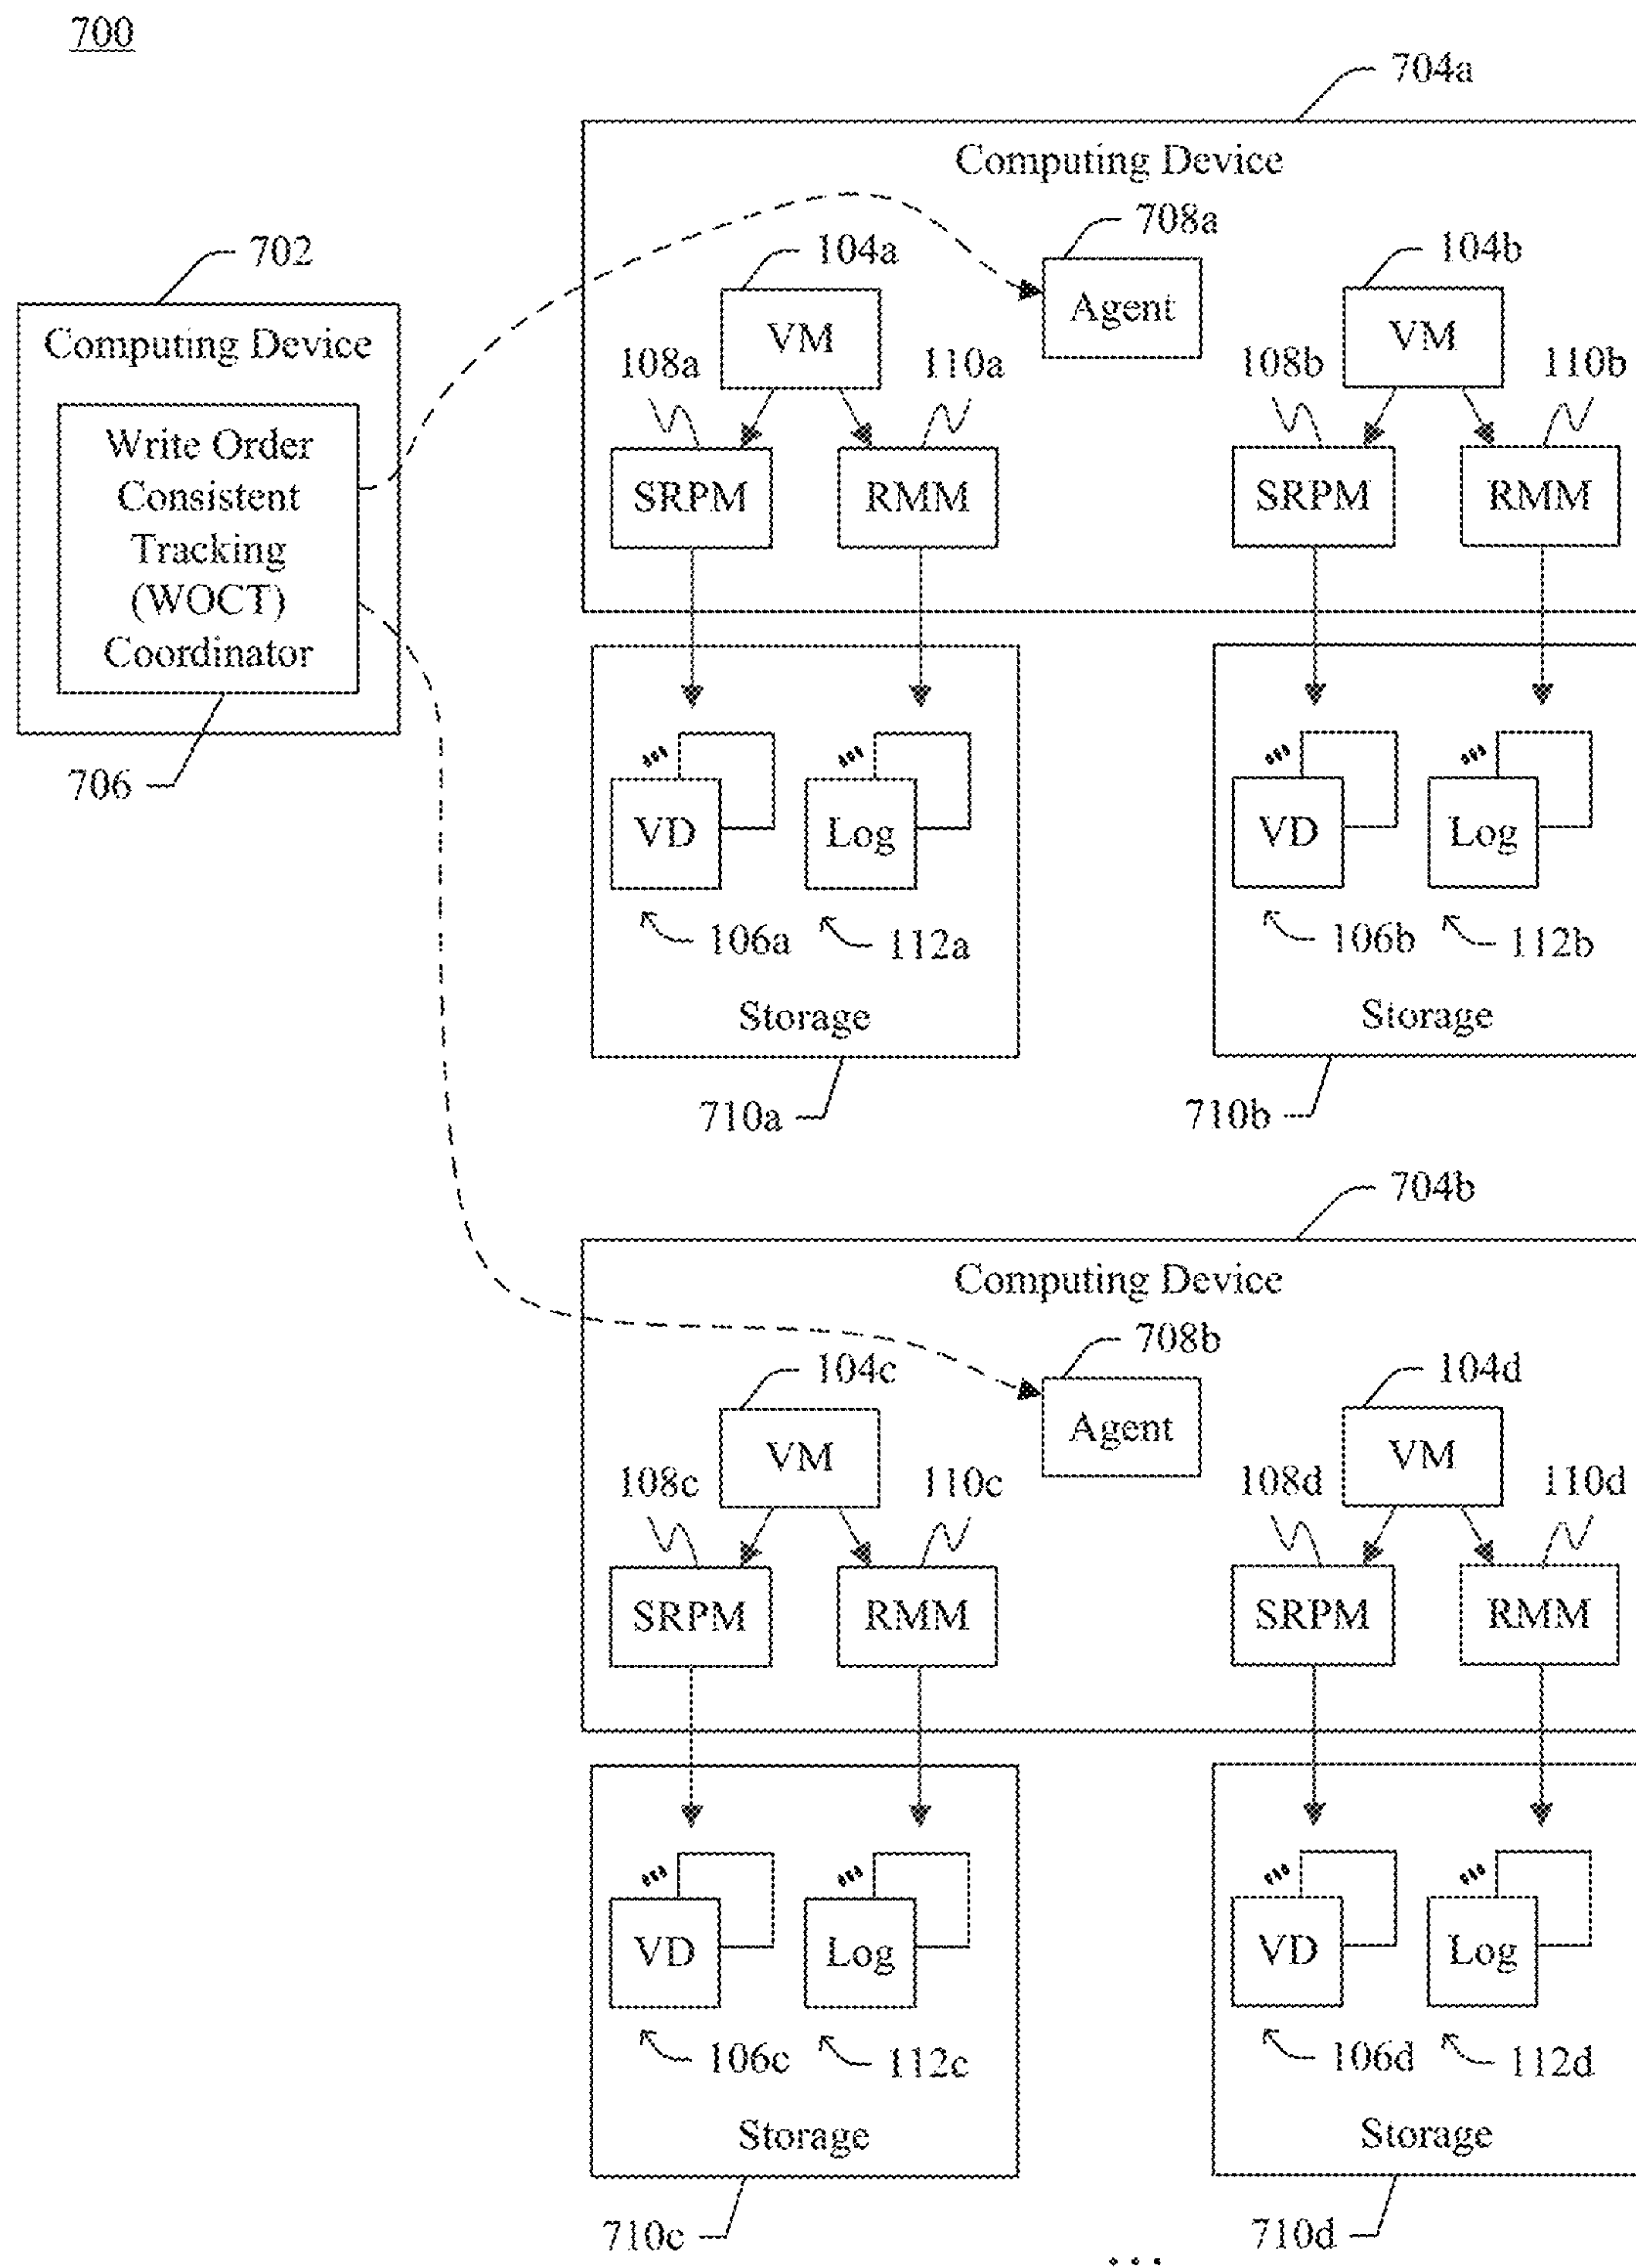 700
704a
Computing Device
708a
702
104a
104b
Agent
Computing Device
VM
VM
108a
110a
108b
110b
Write Order
Consistent
Tracking
(WOCT)
Coordinator
SRPM
RMM
SRPM
RMM
706
VD
Log
VD
Log
106a
112a
106b
112b
Storage
Storage
710a
710b
704b
Computing Device
708b
104c
104d
Agent
VM
VM
108c
110c
108d
110d
SRPM
RMM
SRPM
RMM
VD
Log
VD
Log
106c
112c
106d
112d
Storage
Storage
710c
710d
...